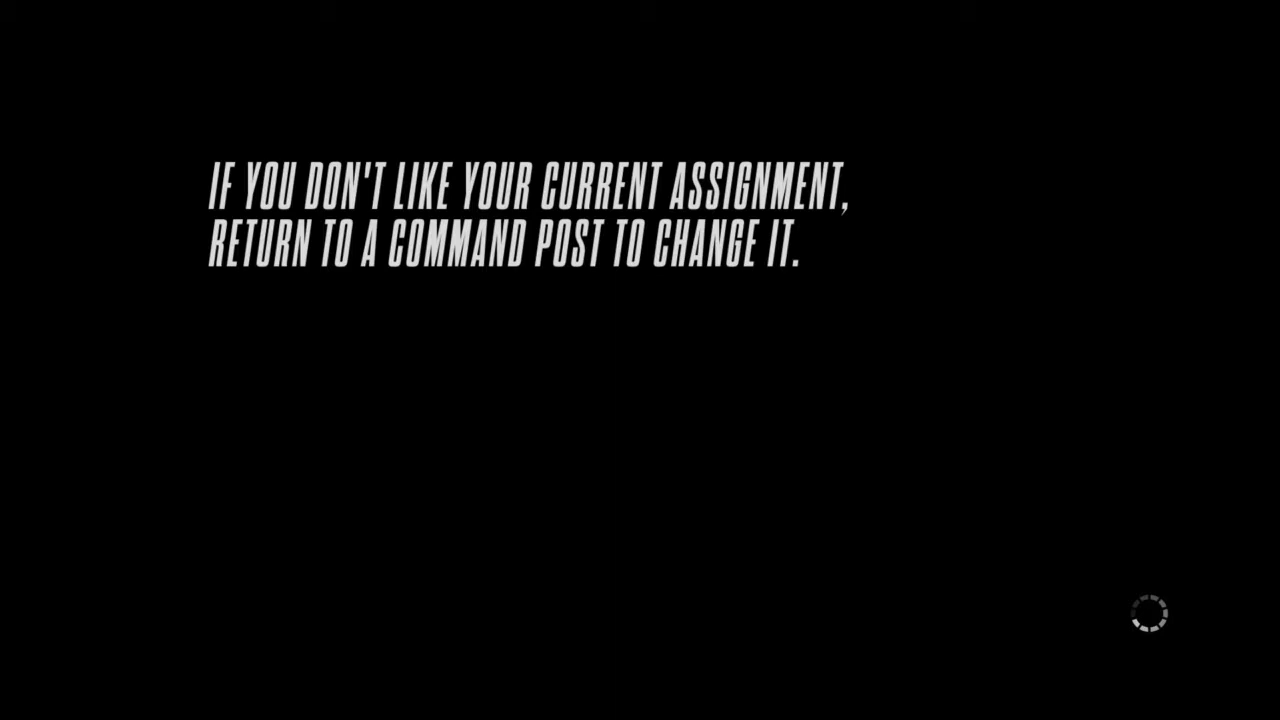 IF YOU DON'T LIKE YOUR CURRENT ASSIGNMENT,
RETURN TO A COMMAND POST TO CHANGE IT.